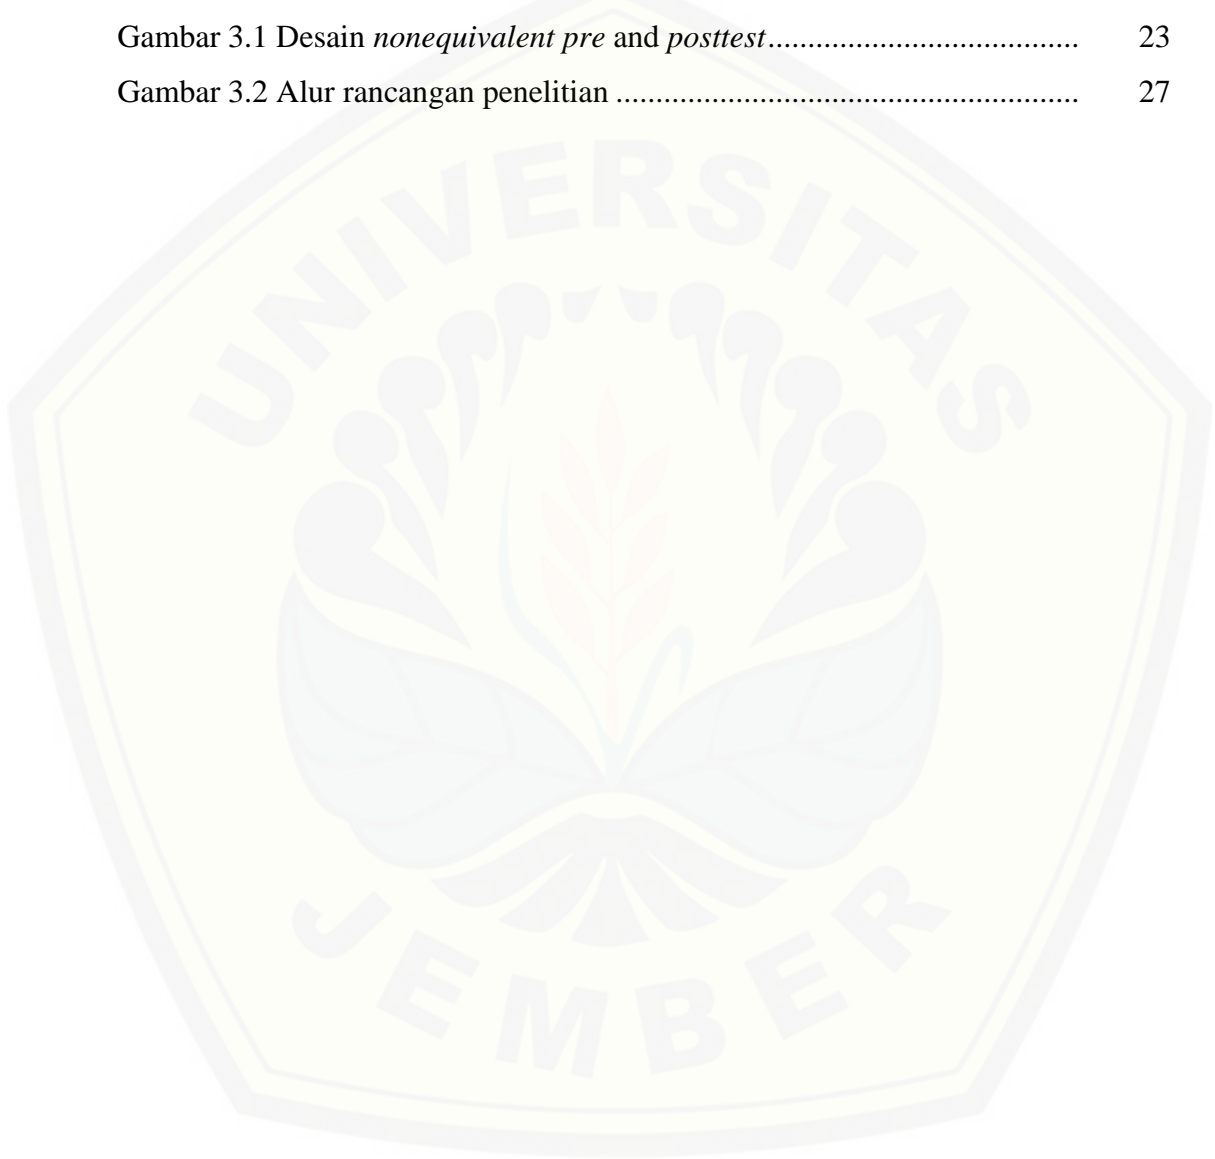 Gambar 3.1 Desain nonequivalent pre and posttest....................................... 23
Gambar 3.2 Alur rancangan penelitian .......................................................... 27
UNIVERSITAS
JEMBER